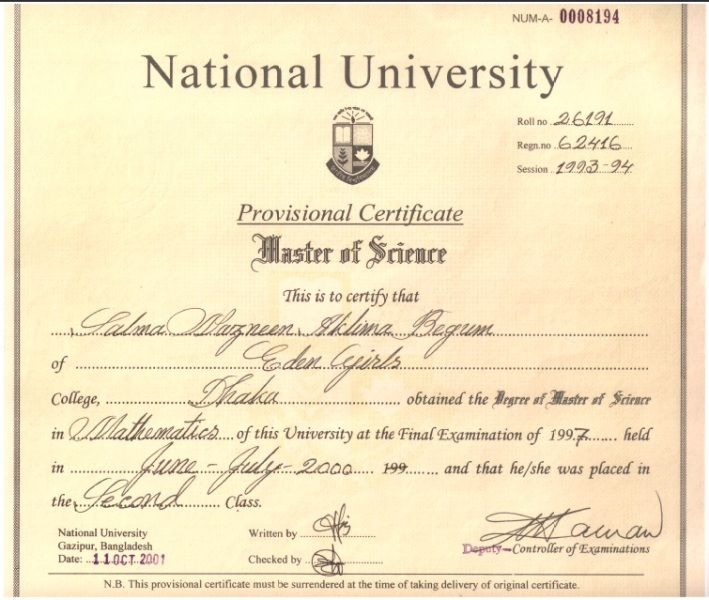 NUM-A- 0008194
National University
Roll no 26191
Regn.no 62416
Session 1993-94
Provisional Certificate
Master of Science
This is to certify that
Salma Nazneen, Aklima Begum
of Eden Girls
College, Dhaka obtained the Degree of Master of Science
in Mathematics of this University at the Final Examination of 1997 held
in June - July - 2000 199 and that he/she was placed in
the Second Class.
National University
Gazipur, Bangladesh
Date: 11 OCT 2001
Written by
Checked by
Deputy-Controller of Examinations
N.B. This provisional certificate must be surrendered at the time of taking delivery of original certificate.